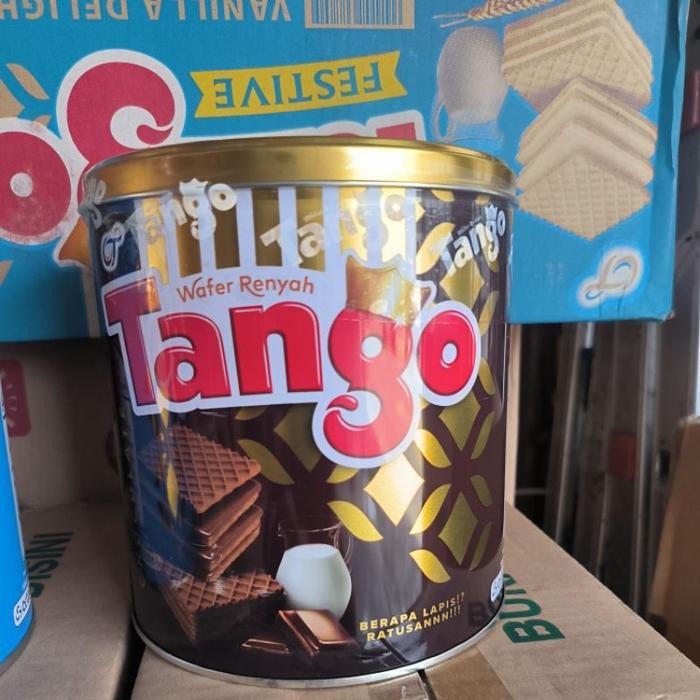 VANILLA DELIGH
FESTIVE
Tango
Tango
Tango
Wafer Renyah
Tango
BERAPA LAPIS!?
RATUSANNN!!!